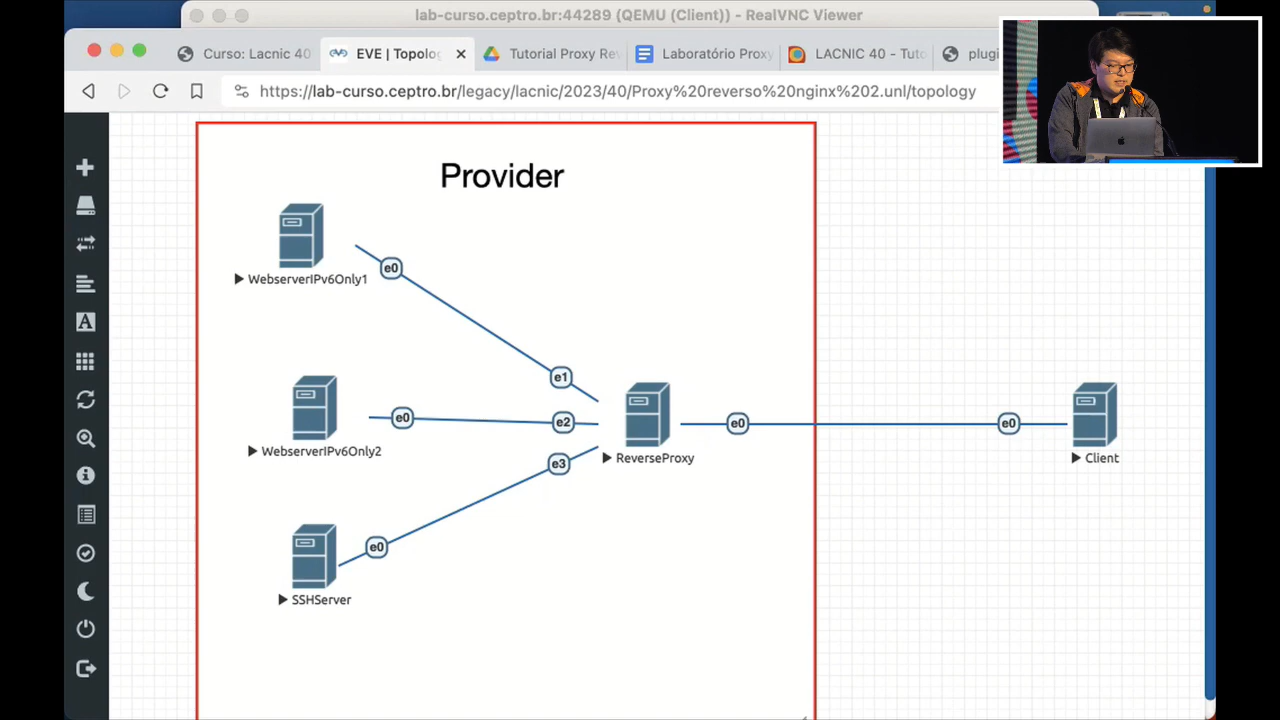 lab-curso.ceptro.br:44289 (QEMU (Client)) - RealVNC Viewer
Curso: Lacnic 40
EVE | Topolo
Tutorial Proxy Rev
Laboratório Proxy
LACNIC 40 - Tuto
plugi
https://lab-curso.ceptro.br/legacy/lacnic/2023/40/Proxy%20reverso%20nginx%202.unl/topology
Provider
WebserverIPv6Only1
e0
e1
WebserverIPv6Only2
e0
e2
ReverseProxy
e0
e0
Client
e3
SSHServer
e0